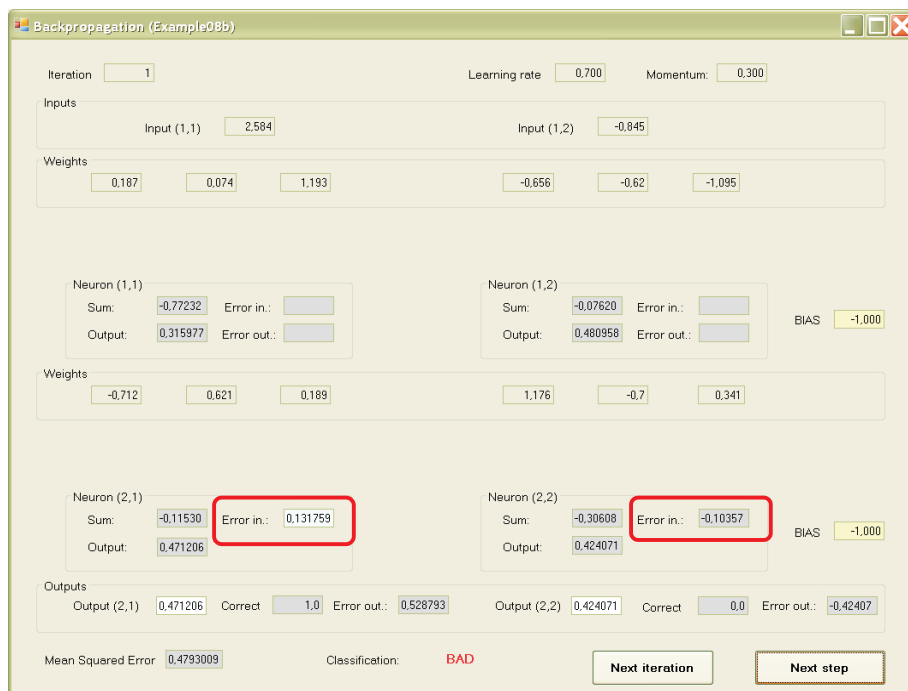 Backpropagation (Example08b)
Iteration 1 Learning rate 0,700 Momentum: 0,300
Inputs
Input (1,1) 2,584 Input (1,2) -0,845
Weights
0,187 0,074 1,193 -0,656 -0,62 -1,095
Neuron (1,1) Neuron (1,2)
Sum: -0,77232 Error in.: Sum: -0,07620 Error in.:
BIAS -1,000
Output: 0,315977 Error out.: Output: 0,480958 Error out.:
Weights
-0,712 0,621 0,189 1,176 -0,7 0,341
Neuron (2,1) Neuron (2,2)
Sum: -0,11530 Error in.: 0,131759 Sum: -0,30608 Error in.: -0,10357
BIAS -1,000
Output: 0,471206 Output: 0,424071
Outputs
Output (2,1) 0,471206 Correct 1,0 Error out.: 0,528793 Output (2,2) 0,424071 Correct 0,0 Error out.: -0,42407
Mean Squared Error 0,4793009 Classification: BAD Next iteration Next step